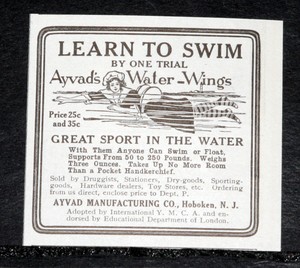 LEARN TO SWIM
BY ONE TRIAL
Ayvad's Water-Wings
Price 25c
and 35c
GREAT SPORT IN THE WATER
With Them Anyone Can Swim or Float.
Supports From 50 to 250 Pounds. Weighs
Three Ounces. Takes Up No More Room
Than a Pocket Handkerchief.
Sold by Druggists, Stationers, Dry-goods, Sporting-
goods, Hardware dealers, Toy Stores, etc. Ordering
from us direct, enclose price to Dept. P.
AYVAD MANUFACTURING CO., Hoboken, N. J.
Adopted by International Y. M. C. A. and en-
dorsed by Educational Department of London.